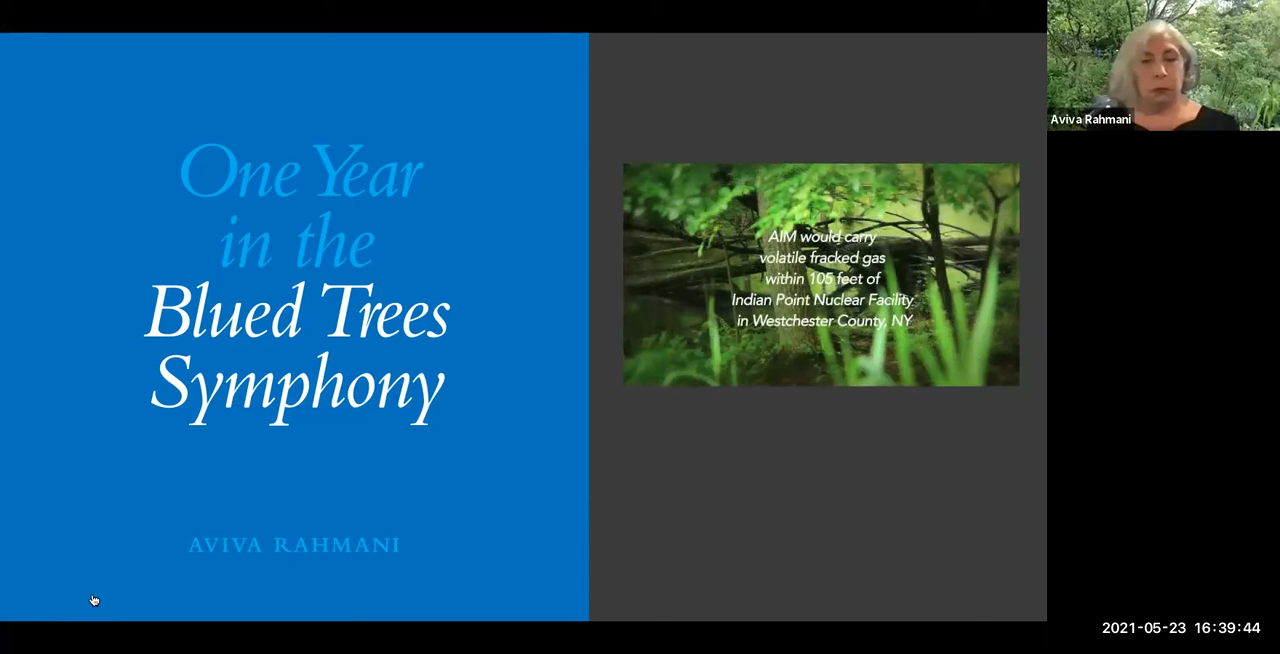 One Year
in the
Blued Trees
Symphony
AVIVA RAHMANI
AIM would carry
volatile fracked gas
within 105 feet of
Indian Point Nuclear Facility
in Westchester County, NY
Aviva Rahmani
2021-05-23 16:39:44